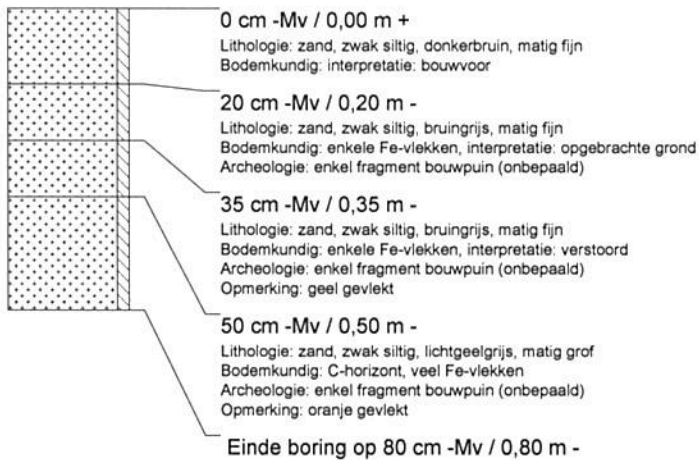 0 cm -Mv / 0,00 m +
Lithologie: zand, zwak siltig, donkerbruin, matig fijn
Bodemkundig: interpretatie: bouwvoor
20 cm -Mv / 0,20 m -
Lithologie: zand, zwak siltig, bruingrijs, matig fijn
Bodemkundig: enkele Fe-vlekken, interpretatie: opgebrachte grond
Archeologie: enkel fragment bouwpuin (onbepaald)
35 cm -Mv / 0,35 m -
Lithologie: zand, zwak siltig, bruingrijs, matig fijn
Bodemkundig: enkele Fe-vlekken, interpretatie: verstoord
Archeologie: enkel fragment bouwpuin (onbepaald)
Opmerking: geel gevlekt
50 cm -Mv / 0,50 m -
Lithologie: zand, zwak siltig, lichtgeelgrijs, matig grof
Bodemkundig: C-horizont, veel Fe-vlekken
Archeologie: enkel fragment bouwpuin (onbepaald)
Opmerking: oranje gevlekt
Einde boring op 80 cm -Mv / 0,80 m -